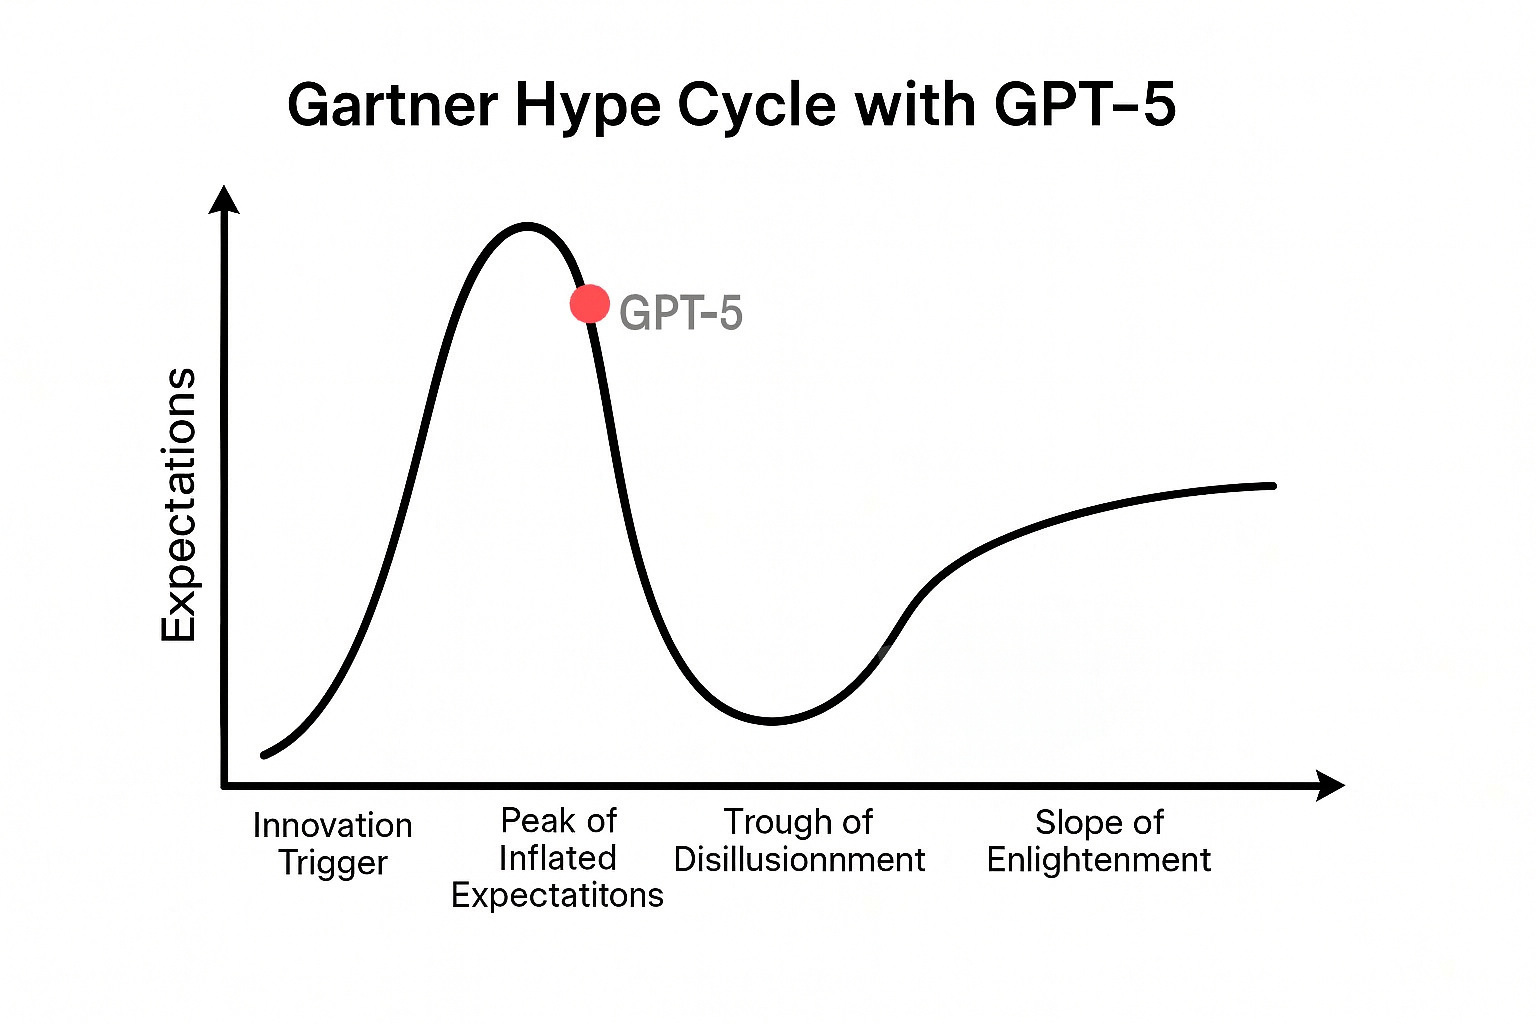 Gartner Hype Cycle with GPT–5
GPT-5
Expectations
Innovation
Trigger
Peak of
Inflated
Expectatitons
Trough of
Disillusionnment
Slope of
Enlightenment